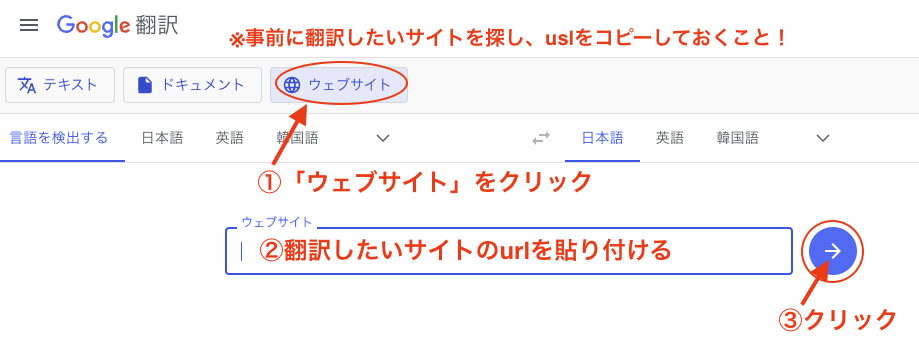 Google 翻訳
※事前に翻訳したいサイトを探し、uslをコピーしておくこと！
テキスト ドキュメント ウェブサイト
言語を検出する 日本語 英語 韓国語 日本語 英語 韓国語
①「ウェブサイト」をクリック
ウェブサイト
②翻訳したいサイトのurlを貼り付ける
③クリック